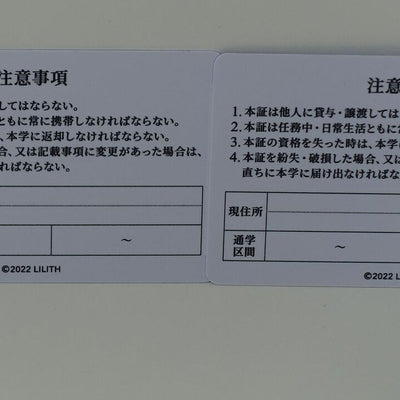 注意事項
してはならない。
ともに常に携帯しなければならない。
、本学に返却しなければならない。
合、又は記載事項に変更があった場合は、
ければならない。
～
©2022 LILITH
注意
1. 本証は他人に貸与・譲渡しては
2. 本証は任務中・日常生活ともに常
3. 本証の資格を失った時は、本学に
4. 本証を紛失・破損した場合、又は
直ちに本学に届け出なければな
現住所
通学
区間
～
©2022 LILIT